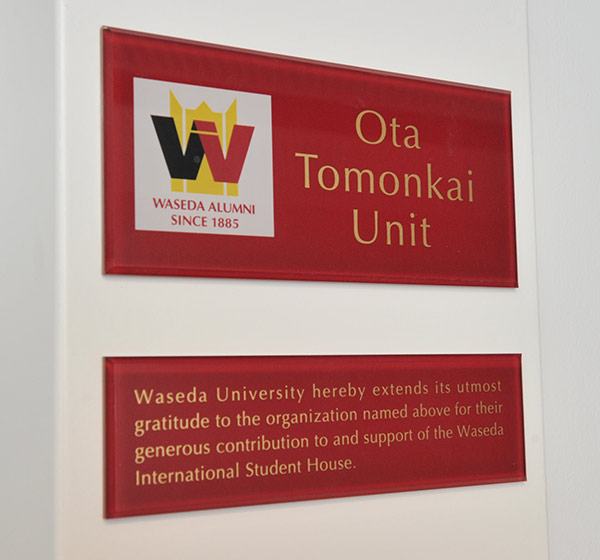 Ota
Tomonkai
Unit
WASEDA ALUMNI
SINCE 1885
Waseda University hereby extends its utmost
gratitude to the organization named above for their
generous contribution to and support of the Waseda
International Student House.